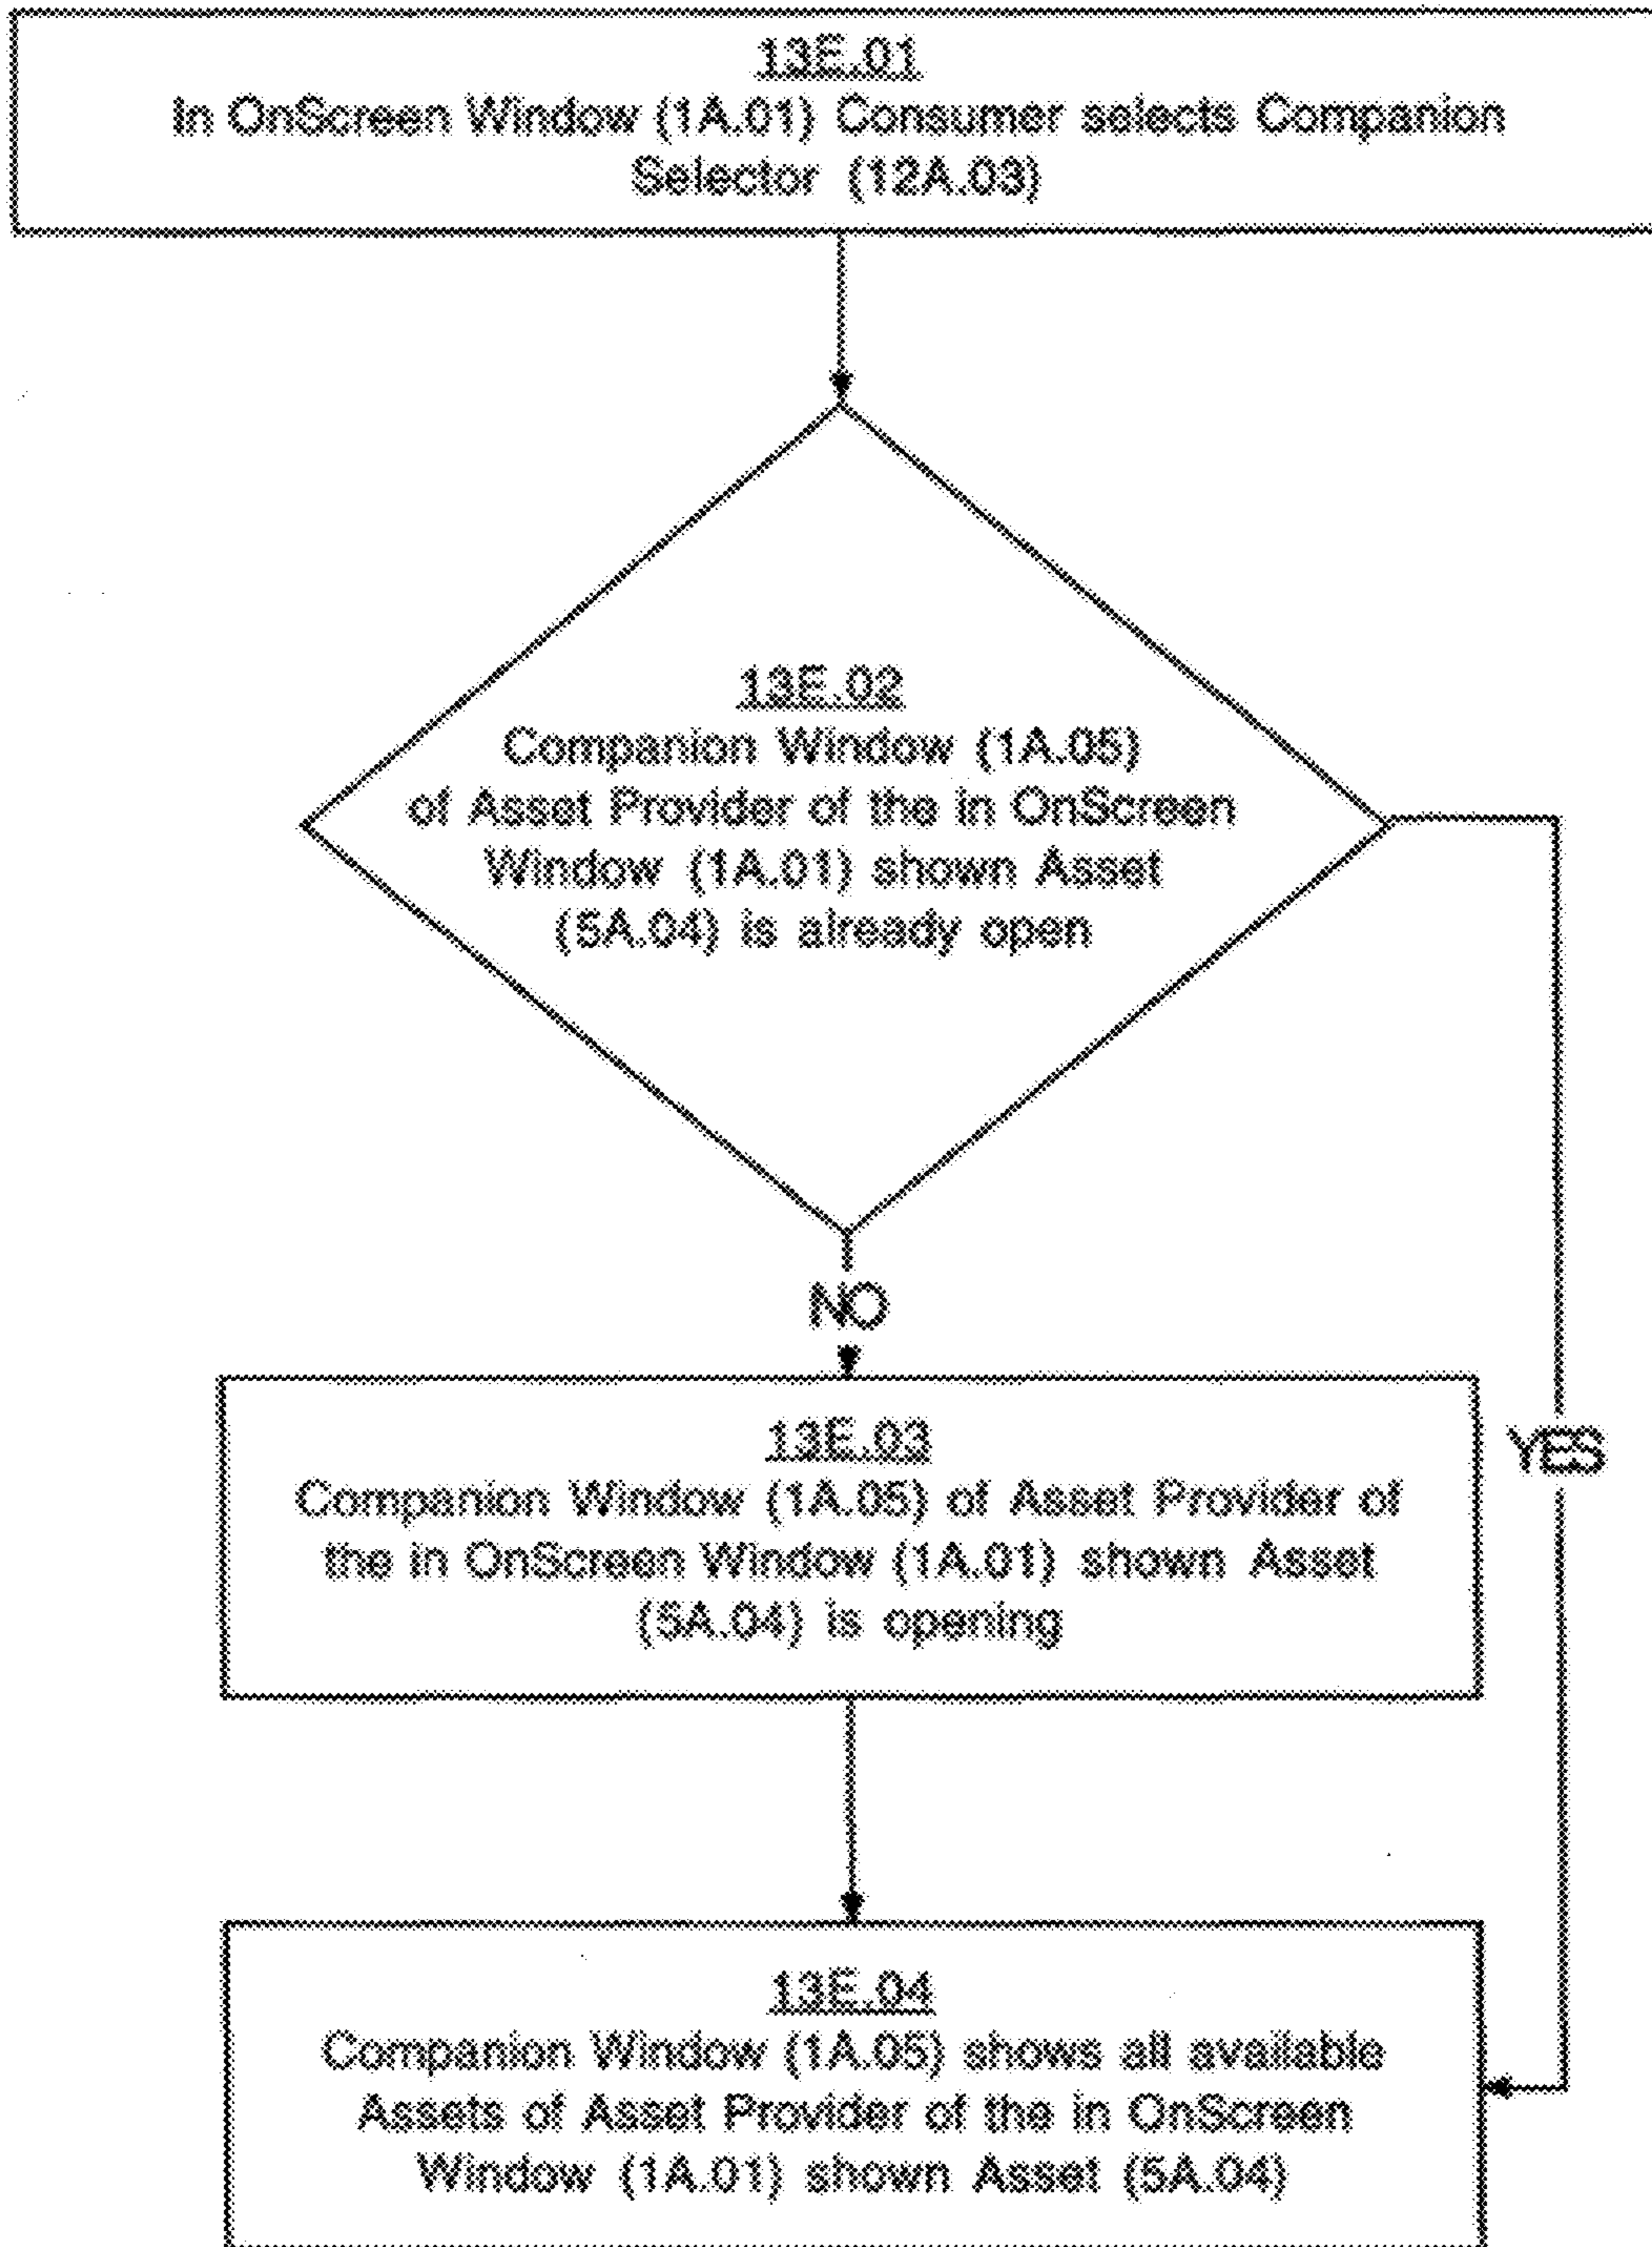 13E.01
In OnScreen Window (1A.01) Consumer selects Companion
Selector (12A.03)
13E.02
Companion Window (1A.05)
of Asset Provider of the in OnScreen
Window (1A.01) shown Asset
(5A.04) is already open
NO
13E.03
Companion Window (1A.05) of Asset Provider of
the in OnScreen Window (1A.01) shown Asset
(5A.04) is opening
YES
13E.04
Companion Window (1A.05) shows all available
Assets of Asset Provider of the in OnScreen
Window (1A.01) shown Asset (5A.04)